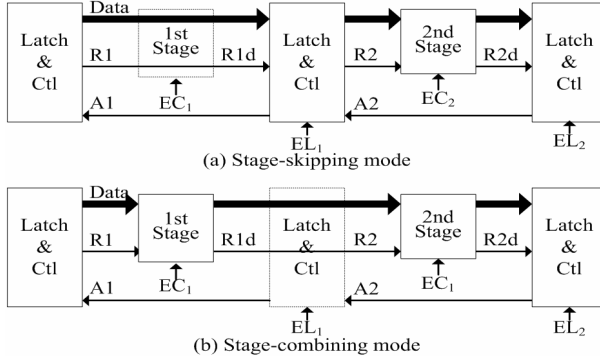 Data
Latch & Ctl
R1
1st Stage
R1d
Latch & Ctl
R2
2nd Stage
R2d
Latch & Ctl
A1
EC1
A2
EC2
EL1
EL2
(a) Stage-skipping mode
Data
Latch & Ctl
R1
1st Stage
R1d
Latch & Ctl
R2
2nd Stage
R2d
Latch & Ctl
A1
EC1
A2
EC1
EL1
EL2
(b) Stage-combining mode